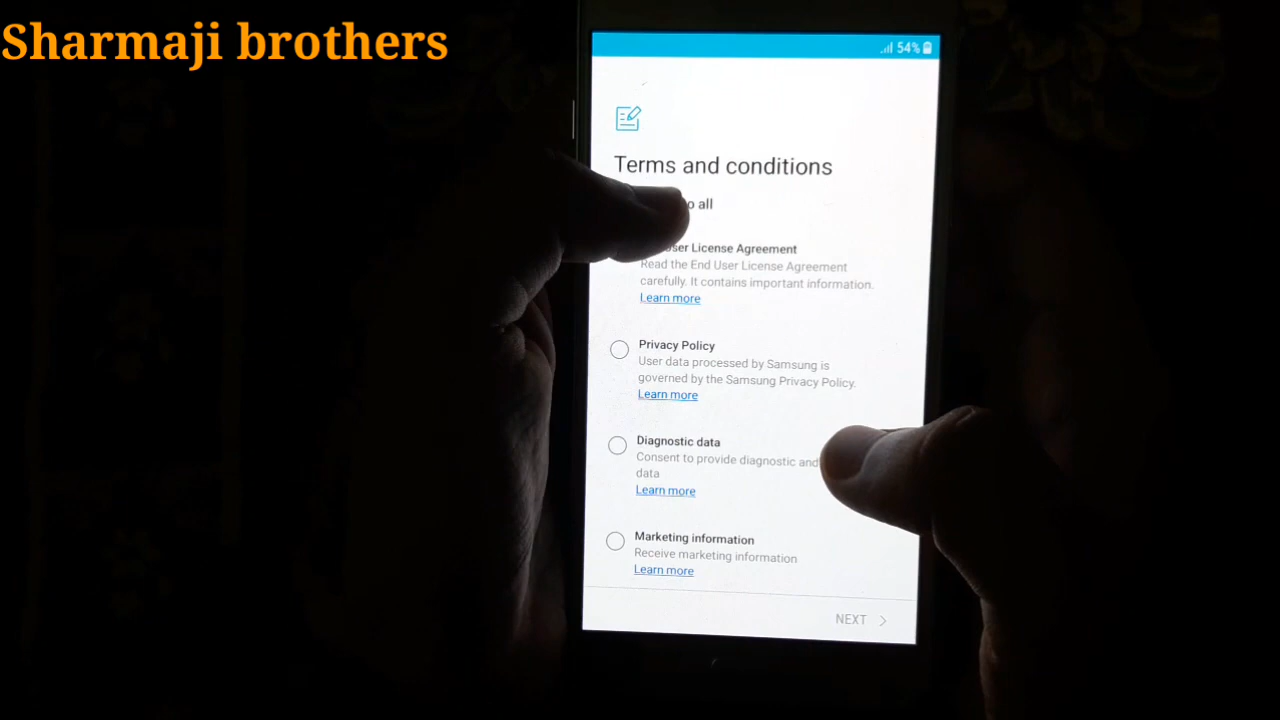 Sharmaji brothers
54%
Terms and conditions
all
License Agreement
Read the End User License Agreement
carefully. It contains important information.
Learn more
Privacy Policy
User data processed by Samsung is
governed by the Samsung Privacy Policy.
Learn more
Diagnostic data
Consent to provide diagnostic and
data
Learn more
Marketing information
Receive marketing information
Learn more
NEXT